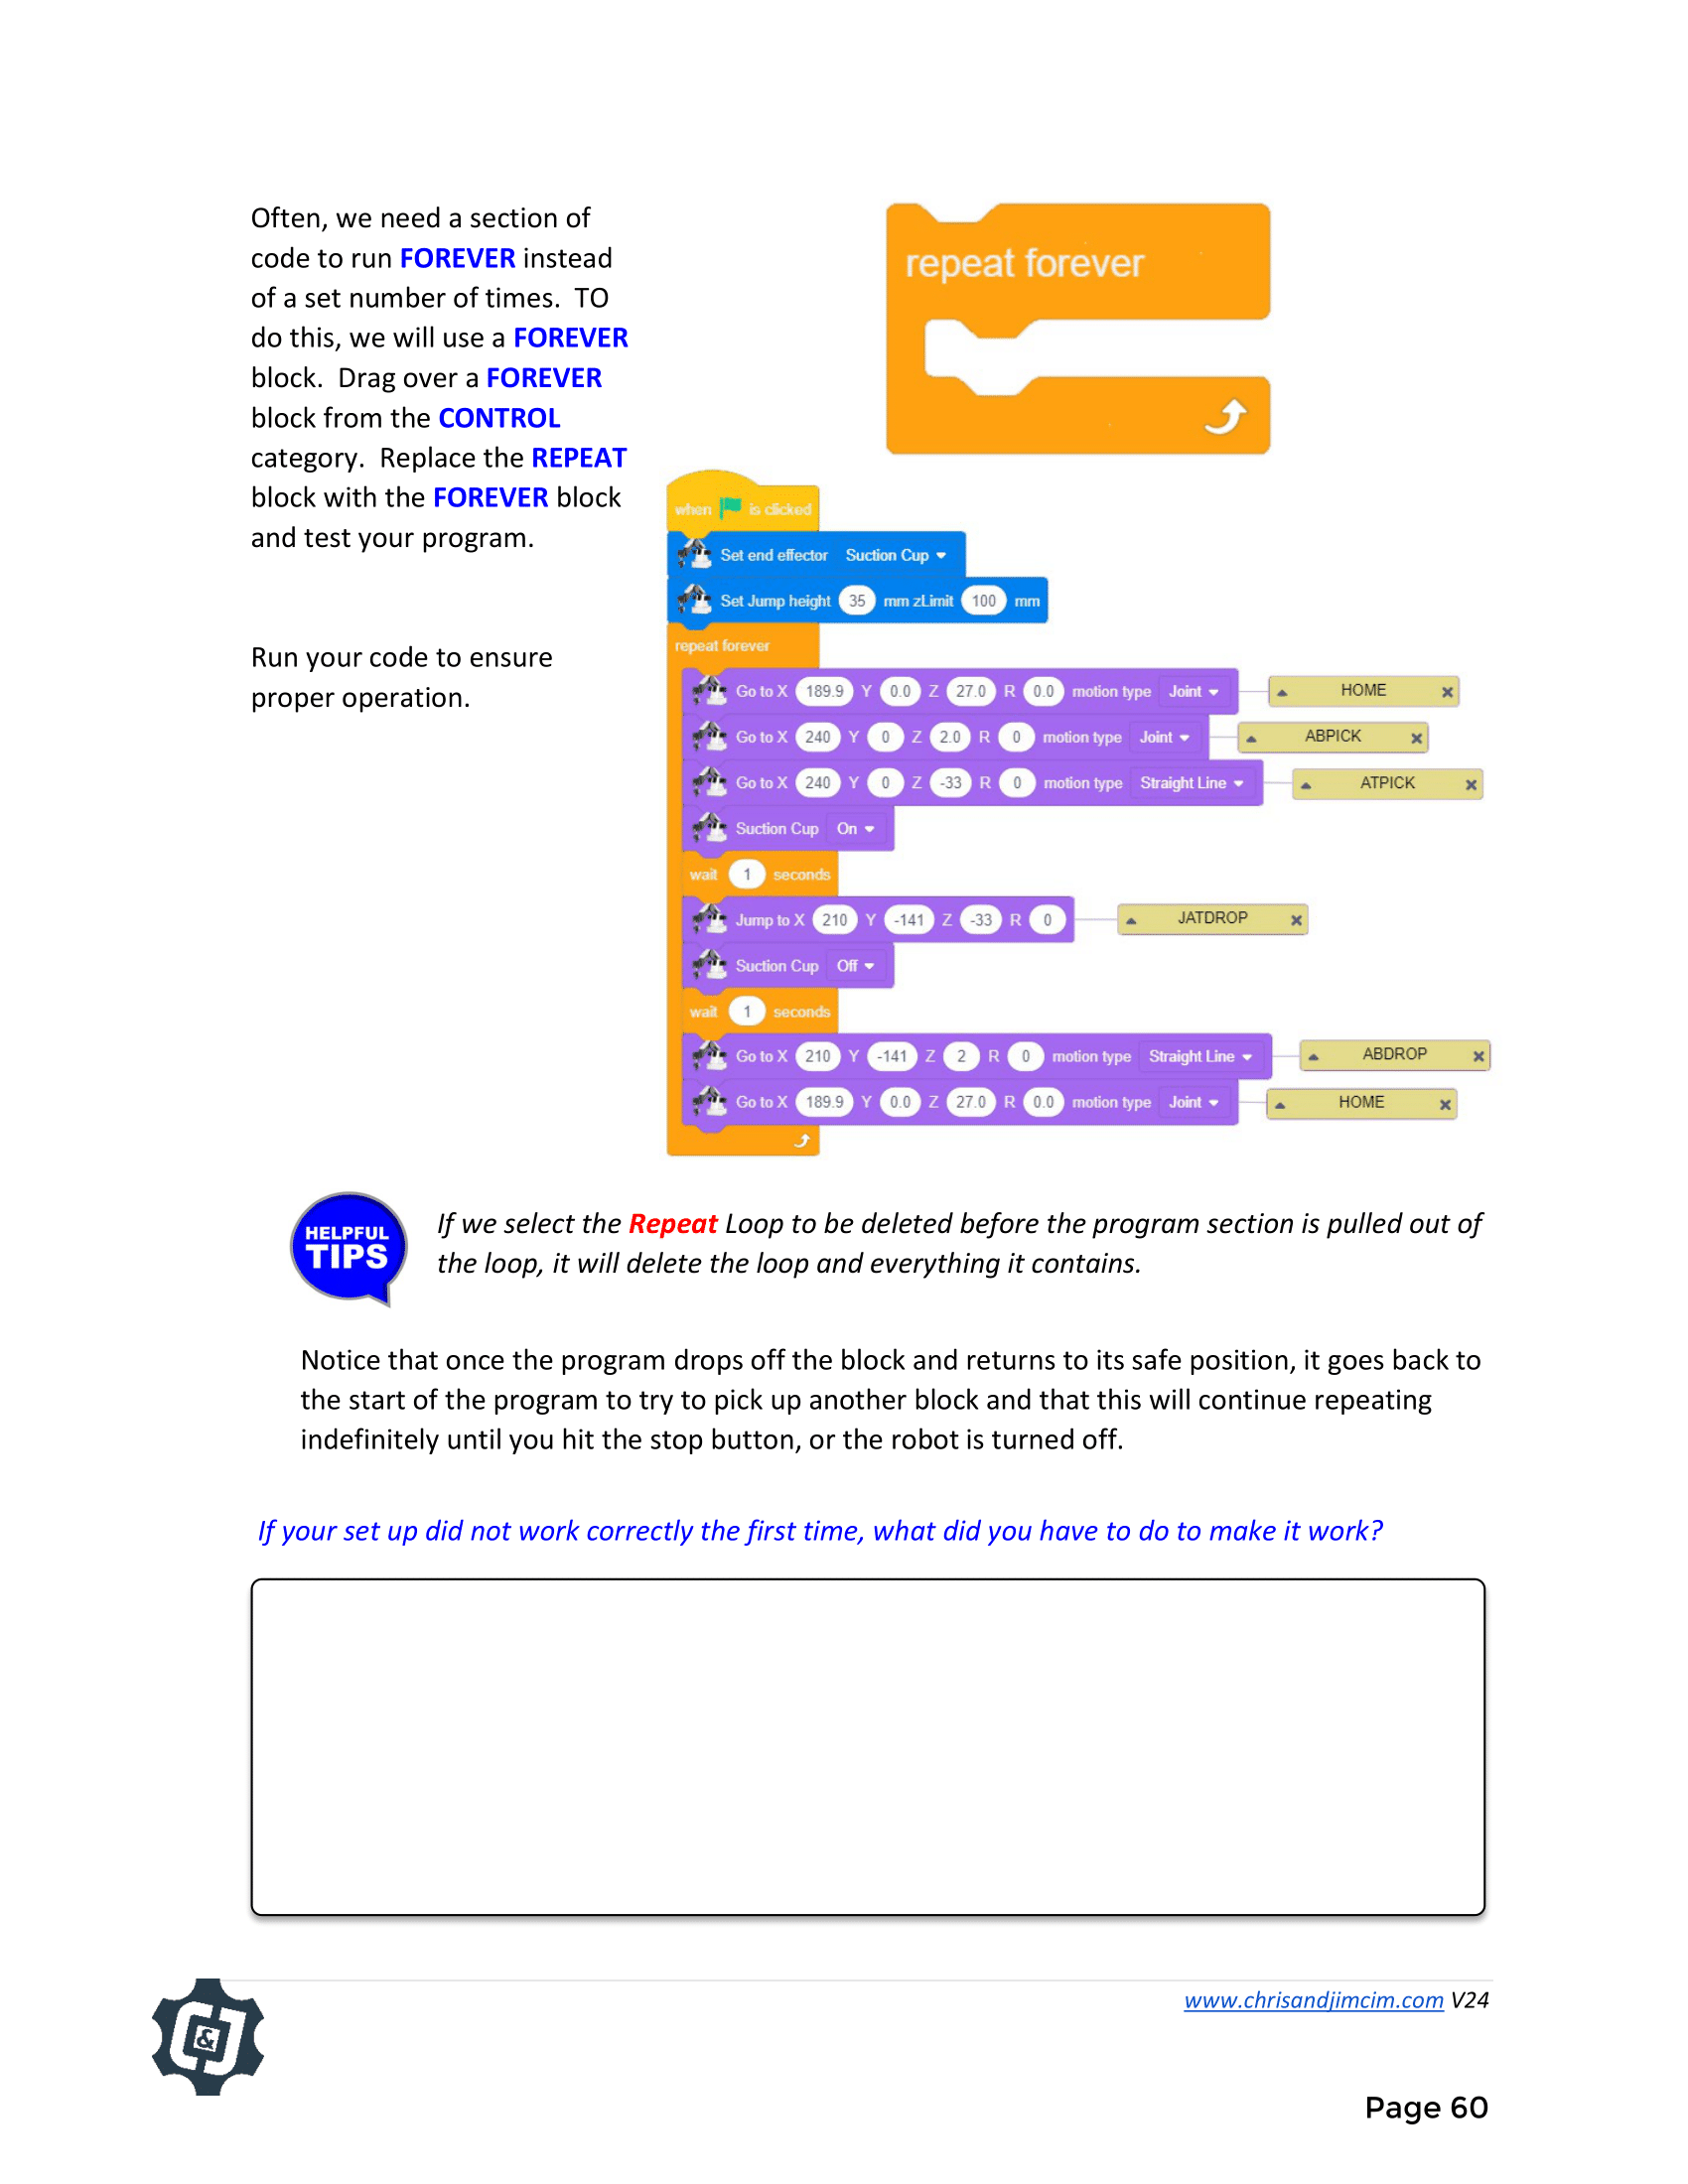 Often, we need a section of
code to run FOREVER instead
of a set number of times.  TO
do this, we will use a FOREVER
block.  Drag over a FOREVER
block from the CONTROL
category.  Replace the REPEAT
block with the FOREVER block
and test your program.
Run your code to ensure
proper operation.
repeat forever
when is clicked
Set end effector Suction Cup
Set Jump height 35 mm zLimit 100 mm
repeat forever
Go to X 189.9 Y 0.0 Z 27.0 R 0.0 motion type Joint HOME
Go to X 240 Y 0 Z 2.0 R 0 motion type Joint ABPICK
Go to X 240 Y 0 Z -33 R 0 motion type Straight Line ATPICK
Suction Cup On
wait 1 seconds
Jump to X 210 Y -141 Z -33 R 0 JATDROP
Suction Cup Off
wait 1 seconds
Go to X 210 Y -141 Z 2 R 0 motion type Straight Line ABDROP
Go to X 189.9 Y 0.0 Z 27.0 R 0.0 motion type Joint HOME
HELPFUL
TIPS
If we select the Repeat Loop to be deleted before the program section is pulled out of
the loop, it will delete the loop and everything it contains.
Notice that once the program drops off the block and returns to its safe position, it goes back to
the start of the program to try to pick up another block and that this will continue repeating
indefinitely until you hit the stop button, or the robot is turned off.
If your set up did not work correctly the first time, what did you have to do to make it work?
www.chrisandjimcim.com V24
C&J
Page 60